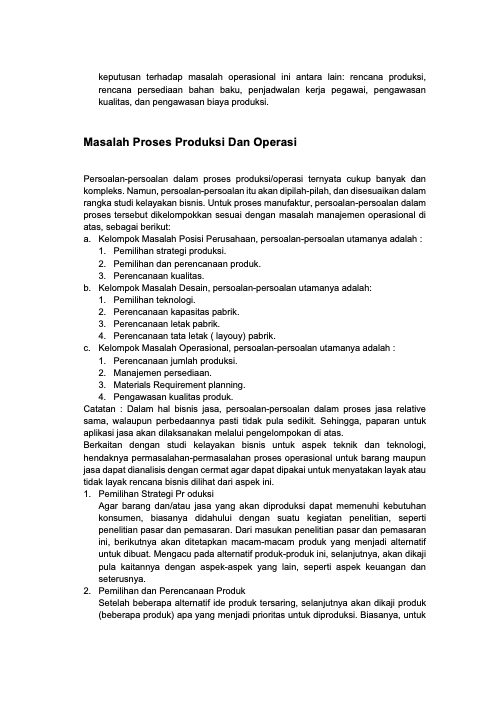 keputusan terhadap masalah operasional ini antara lain: rencana produksi,
rencana persediaan bahan baku, penjadwalan kerja pegawai, pengawasan
kualitas, dan pengawasan biaya produksi.
Masalah Proses Produksi Dan Operasi
Persoalan-persoalan dalam proses produksi/operasi ternyata cukup banyak dan
kompleks. Namun, persoalan-persoalan itu akan dipilah-pilah, dan disesuaikan dalam
rangka studi kelayakan bisnis. Untuk proses manufaktur, persoalan-persoalan dalam
proses tersebut dikelompokkan sesuai dengan masalah manajemen operasional di
atas, sebagai berikut:
a. Kelompok Masalah Posisi Perusahaan, persoalan-persoalan utamanya adalah :
1. Pemilihan strategi produksi.
2. Pemilihan dan perencanaan produk.
3. Perencanaan kualitas.
b. Kelompok Masalah Desain, persoalan-persoalan utamanya adalah:
1. Pemilihan teknologi.
2. Perencanaan kapasitas pabrik.
3. Perencanaan letak pabrik.
4. Perencanaan tata letak ( layouy) pabrik.
c. Kelompok Masalah Operasional, persoalan-persoalan utamanya adalah :
1. Perencanaan jumlah produksi.
2. Manajemen persediaan.
3. Materials Requirement planning.
4. Pengawasan kualitas produk.
Catatan : Dalam hal bisnis jasa, persoalan-persoalan dalam proses jasa relative
sama, walaupun perbedaannya pasti tidak pula sedikit. Sehingga, paparan untuk
aplikasi jasa akan dilaksanakan melalui pengelompokan di atas.
Berkaitan dengan studi kelayakan bisnis untuk aspek teknik dan teknologi,
hendaknya permasalahan-permasalahan proses operasional untuk barang maupun
jasa dapat dianalisis dengan cermat agar dapat dipakai untuk menyatakan layak atau
tidak layak rencana bisnis dilihat dari aspek ini.
1. Pemilihan Strategi Pr oduksi
Agar barang dan/atau jasa yang akan diproduksi dapat memenuhi kebutuhan
konsumen, biasanya didahului dengan suatu kegiatan penelitian, seperti
penelitian pasar dan pemasaran. Dari masukan penelitian pasar dan pemasaran
ini, berikutnya akan ditetapkan macam-macam produk yang menjadi alternatif
untuk dibuat. Mengacu pada alternatif produk-produk ini, selanjutnya, akan dikaji
pula kaitannya dengan aspek-aspek yang lain, seperti aspek keuangan dan
seterusnya.
2. Pemilihan dan Perencanaan Produk
Setelah beberapa alternatif ide produk tersaring, selanjutnya akan dikaji produk
(beberapa produk) apa yang menjadi prioritas untuk diproduksi. Biasanya, untuk